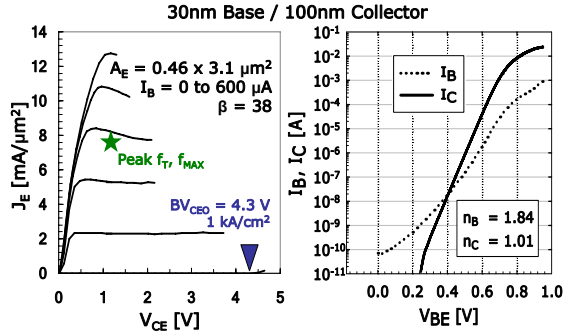 30nm Base / 100nm Collector
14
12
10
8
6
4
2
0
J_E [mA/µm²]
A_E = 0.46 x 3.1 µm²
I_B = 0 to 600 µA
β = 38
Peak f_T, f_MAX
BV_CEO = 4.3 V
1 kA/cm²
0 1 2 3 4 5
V_CE [V]
10⁻¹
10⁻²
10⁻³
10⁻⁴
10⁻⁵
10⁻⁶
10⁻⁷
10⁻⁸
10⁻⁹
10⁻¹⁰
10⁻¹¹
I_B, I_C [A]
I_B
I_C
n_B = 1.84
n_C = 1.01
0.0 0.2 0.4 0.6 0.8 1.0
V_BE [V]